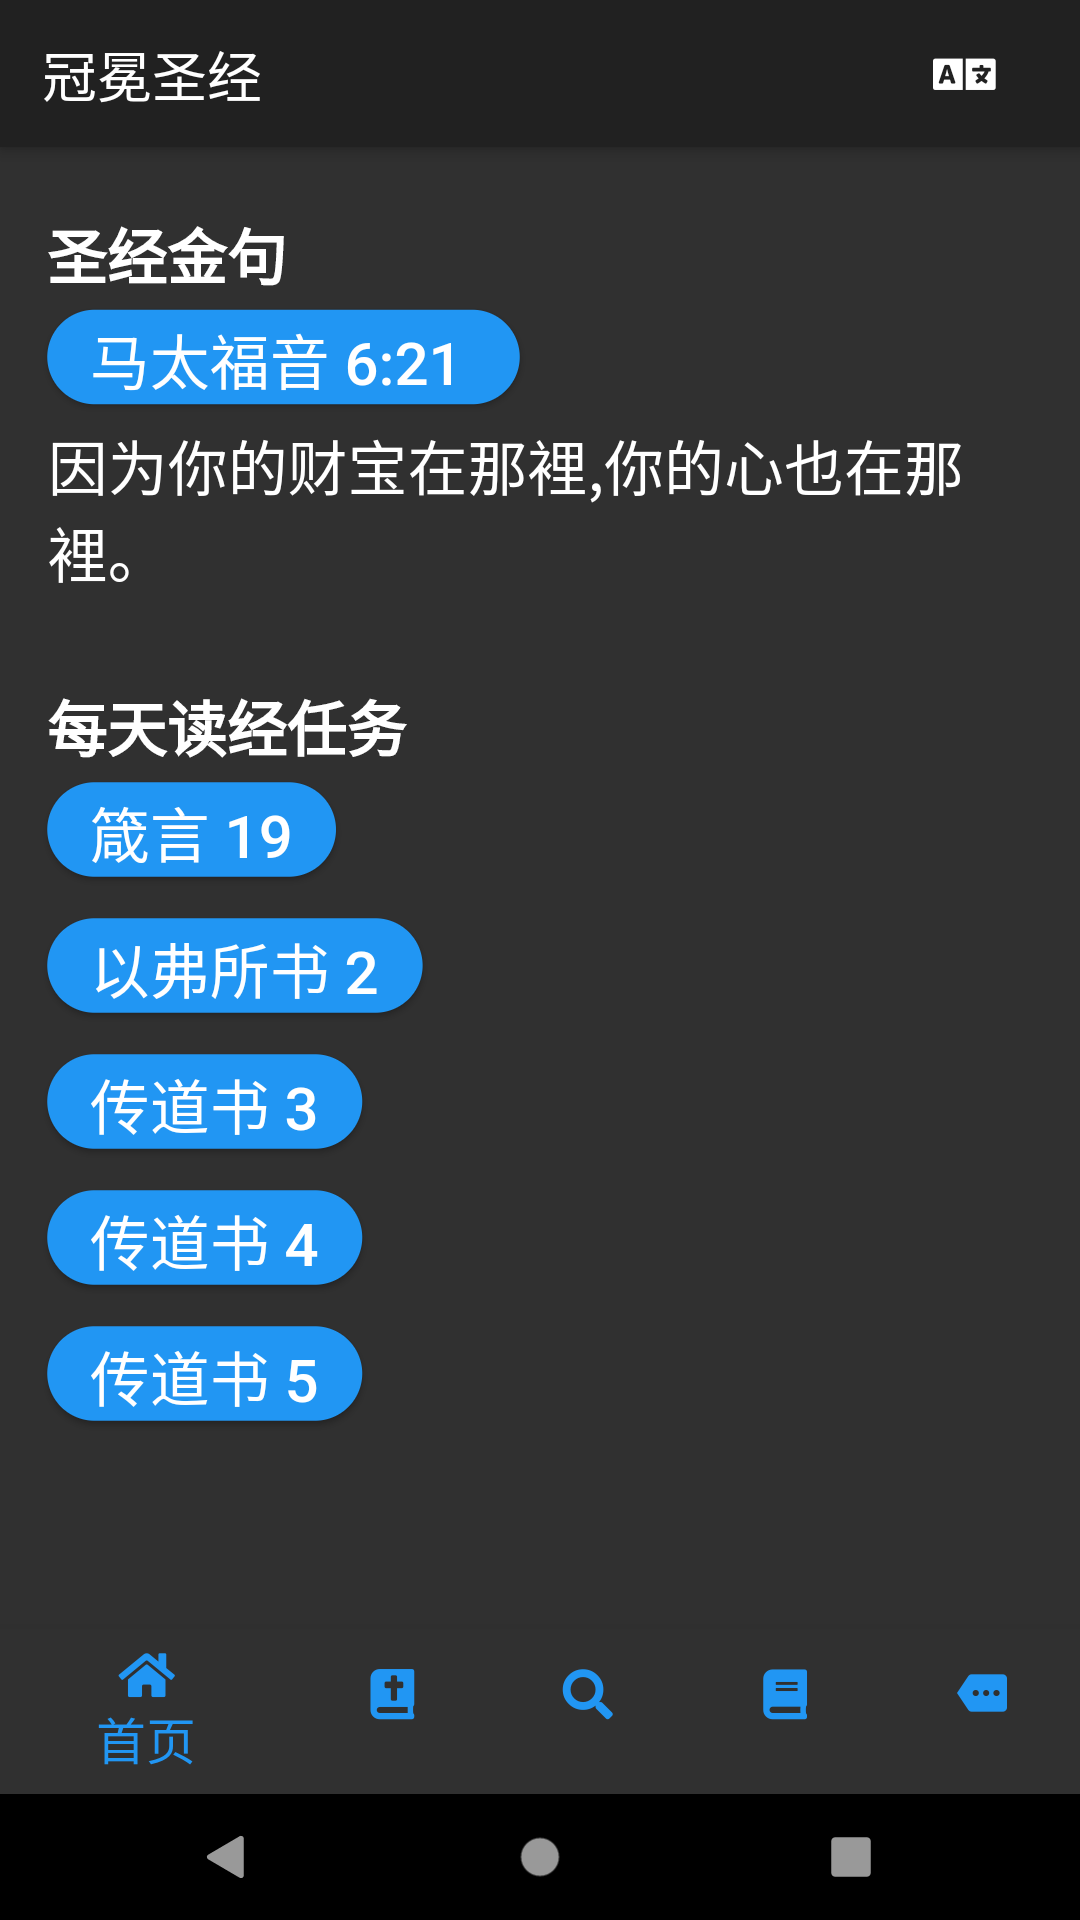 冠冕圣经
A 文
圣经金句
马太福音 6:21
因为你的财宝在那裡,你的心也在那
裡。
每天读经任务
箴言 19
以弗所书 2
传道书 3
传道书 4
传道书 5
首页